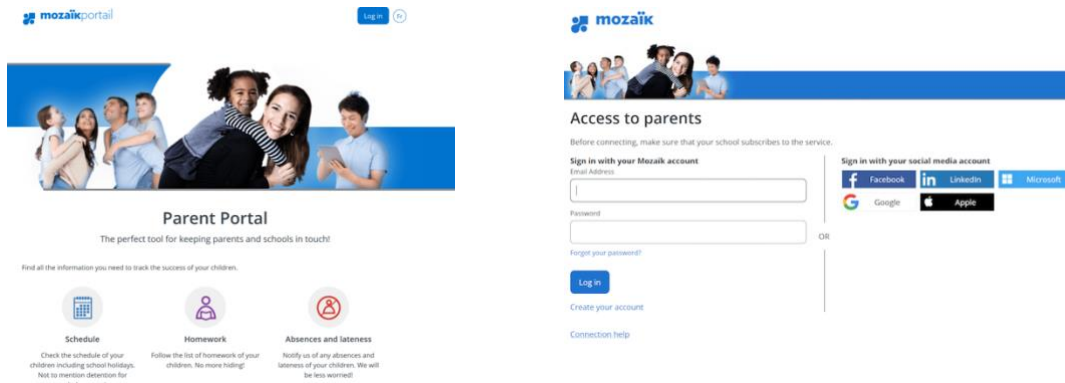 mozaïkportail
Log in
Fr
Parent Portal
The perfect tool for keeping parents and schools in touch!
Find all the information you need to track the success of your children.
Schedule
Check the schedule of your
children including school holidays.
Not to mention detention for
Homework
Follow the list of homework of your
children. No more hiding!
Absences and lateness
Notify us of any absences and
lateness of your children. We will
be less worried!
mozaïk
Access to parents
Before connecting, make sure that your school subscribes to the service.
Sign in with your Mozaik account
Email Address
Password
Forgot your password?
Log in
Create your account
Connection help
OR
Sign in with your social media account
Facebook
LinkedIn
Microsoft
Google
Apple